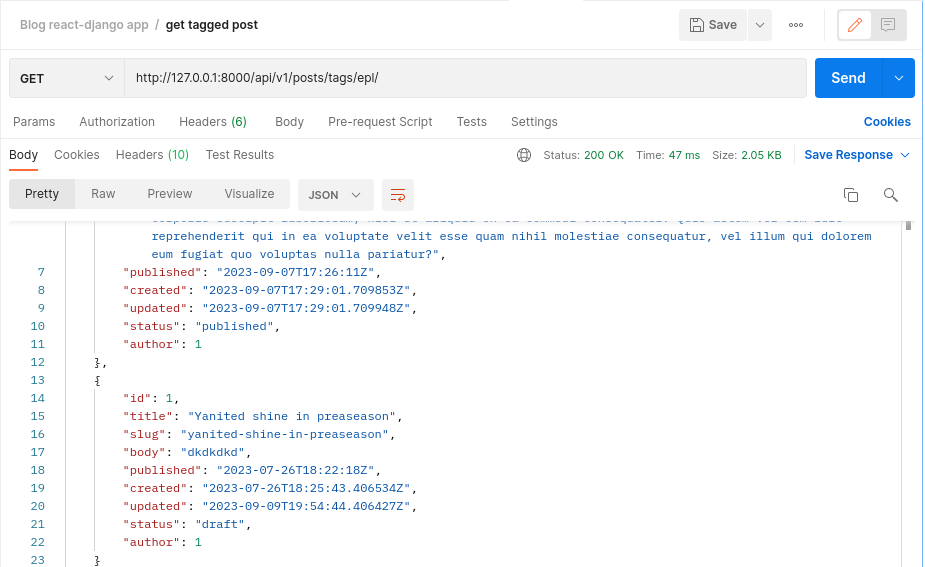 Blog react-django app / get tagged post
Save
GET
http://127.0.0.1:8000/api/v1/posts/tags/epl/
Send
Params Authorization Headers (6) Body Pre-request Script Tests Settings Cookies
Body Cookies Headers (10) Test Results Status: 200 OK Time: 47 ms Size: 2.05 KB Save Response
Pretty Raw Preview Visualize JSON
reprehenderit qui in ea voluptate velit esse quam nihil molestiae consequatur, vel illum qui dolorem
eum fugiat quo voluptas nulla pariatur?",
7 "published": "2023-09-07T17:26:11Z",
8 "created": "2023-09-07T17:29:01.709853Z",
9 "updated": "2023-09-07T17:29:01.709948Z",
10 "status": "published",
11 "author": 1
12 },
13 {
14 "id": 1,
15 "title": "Yanited shine in preaseason",
16 "slug": "yanited-shine-in-preaseason",
17 "body": "dkdkdkd",
18 "published": "2023-07-26T18:22:18Z",
19 "created": "2023-07-26T18:25:43.406534Z",
20 "updated": "2023-09-09T19:54:44.406427Z",
21 "status": "draft",
22 "author": 1
23 }